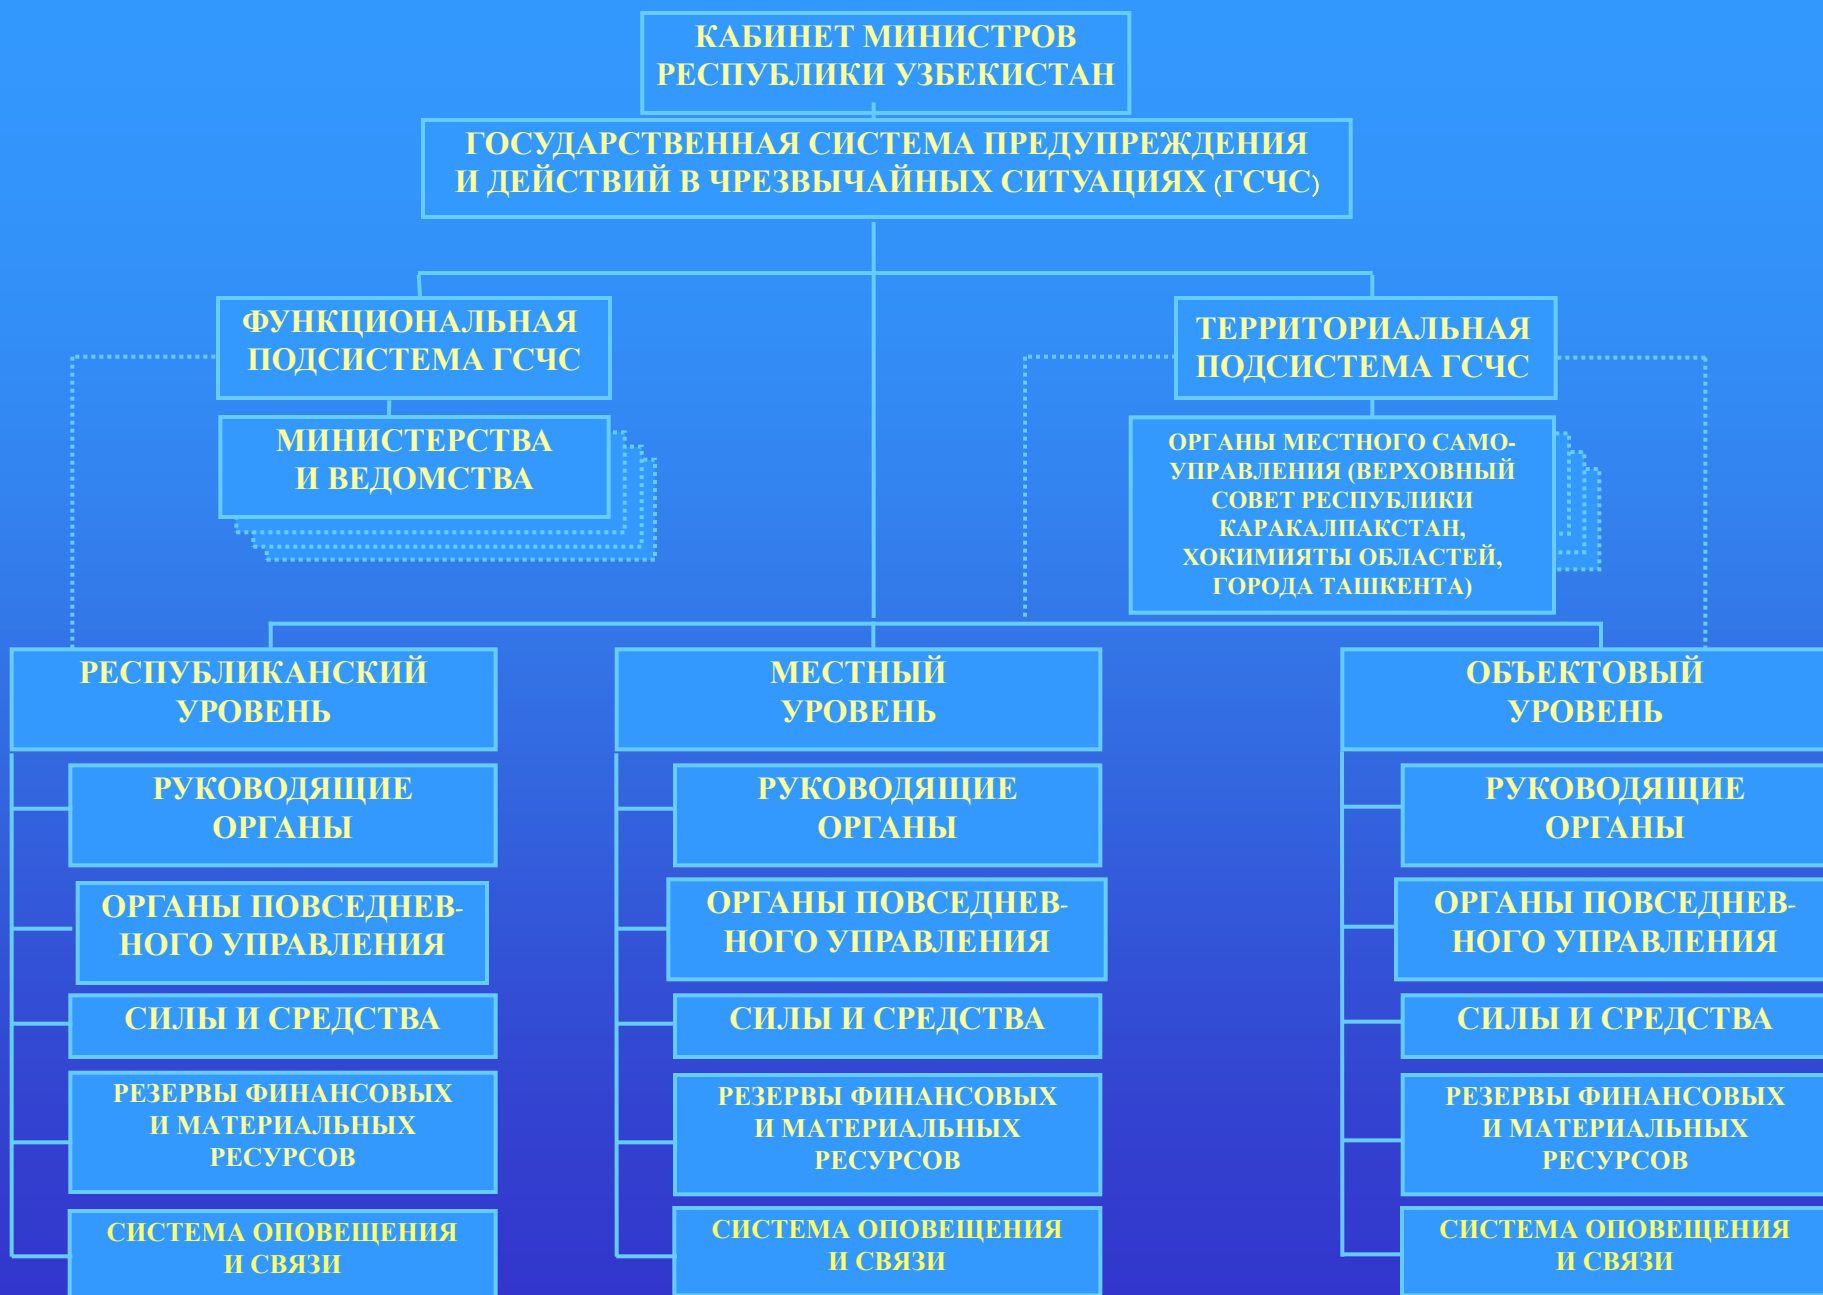 КАБИНЕТ МИНИСТРОВ
РЕСПУБЛИКИ УЗБЕКИСТАН
ГОСУДАРСТВЕННАЯ СИСТЕМА ПРЕДУПРЕЖДЕНИЯ
И ДЕЙСТВИЙ В ЧРЕЗВЫЧАЙНЫХ СИТУАЦИЯХ (ГСЧС)
ФУНКЦИОНАЛЬНАЯ
ПОДСИСТЕМА ГСЧС
МИНИСТЕРСТВА
И ВЕДОМСТВА
ТЕРРИТОРИАЛЬНАЯ
ПОДСИСТЕМА ГСЧС
ОРГАНЫ МЕСТНОГО САМО-
УПРАВЛЕНИЯ (ВЕРХОВНЫЙ
СОВЕТ РЕСПУБЛИКИ
КАРАКАЛПАКСТАН,
ХОКИМИЯТЫ ОБЛАСТЕЙ,
ГОРОДА ТАШКЕНТА)
РЕСПУБЛИКАНСКИЙ
УРОВЕНЬ
РУКОВОДЯЩИЕ
ОРГАНЫ
ОРГАНЫ ПОВСЕДНЕВ-
НОГО УПРАВЛЕНИЯ
СИЛЫ И СРЕДСТВА
РЕЗЕРВЫ ФИНАНСОВЫХ
И МАТЕРИАЛЬНЫХ
РЕСУРСОВ
СИСТЕМА ОПОВЕЩЕНИЯ
И СВЯЗИ
МЕСТНЫЙ
УРОВЕНЬ
РУКОВОДЯЩИЕ
ОРГАНЫ
ОРГАНЫ ПОВСЕДНЕВ-
НОГО УПРАВЛЕНИЯ
СИЛЫ И СРЕДСТВА
РЕЗЕРВЫ ФИНАНСОВЫХ
И МАТЕРИАЛЬНЫХ
РЕСУРСОВ
СИСТЕМА ОПОВЕЩЕНИЯ
И СВЯЗИ
ОБЪЕКТОВЫЙ
УРОВЕНЬ
РУКОВОДЯЩИЕ
ОРГАНЫ
ОРГАНЫ ПОВСЕДНЕВ-
НОГО УПРАВЛЕНИЯ
СИЛЫ И СРЕДСТВА
РЕЗЕРВЫ ФИНАНСОВЫХ
И МАТЕРИАЛЬНЫХ
РЕСУРСОВ
СИСТЕМА ОПОВЕЩЕНИЯ
И СВЯЗИ